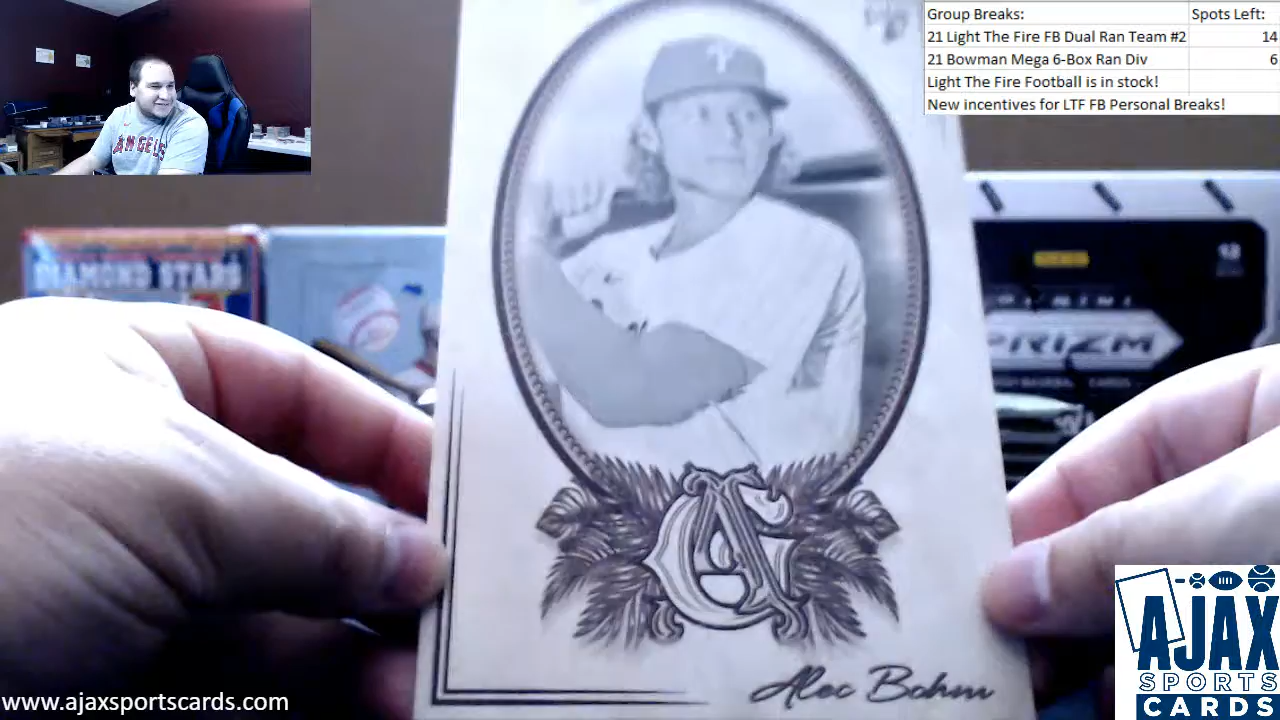 Group Breaks: Spots Left:
21 Light The Fire FB Dual Ran Team #2 14
21 Bowman Mega 6-Box Ran Div 6
Light The Fire Football is in stock!
New incentives for LTF FB Personal Breaks!
ANGELS
DIAMOND STARS
PANINI
PRIZM
Alec Bohm
AJAX
SPORTS
CARDS
www.ajaxsportscards.com